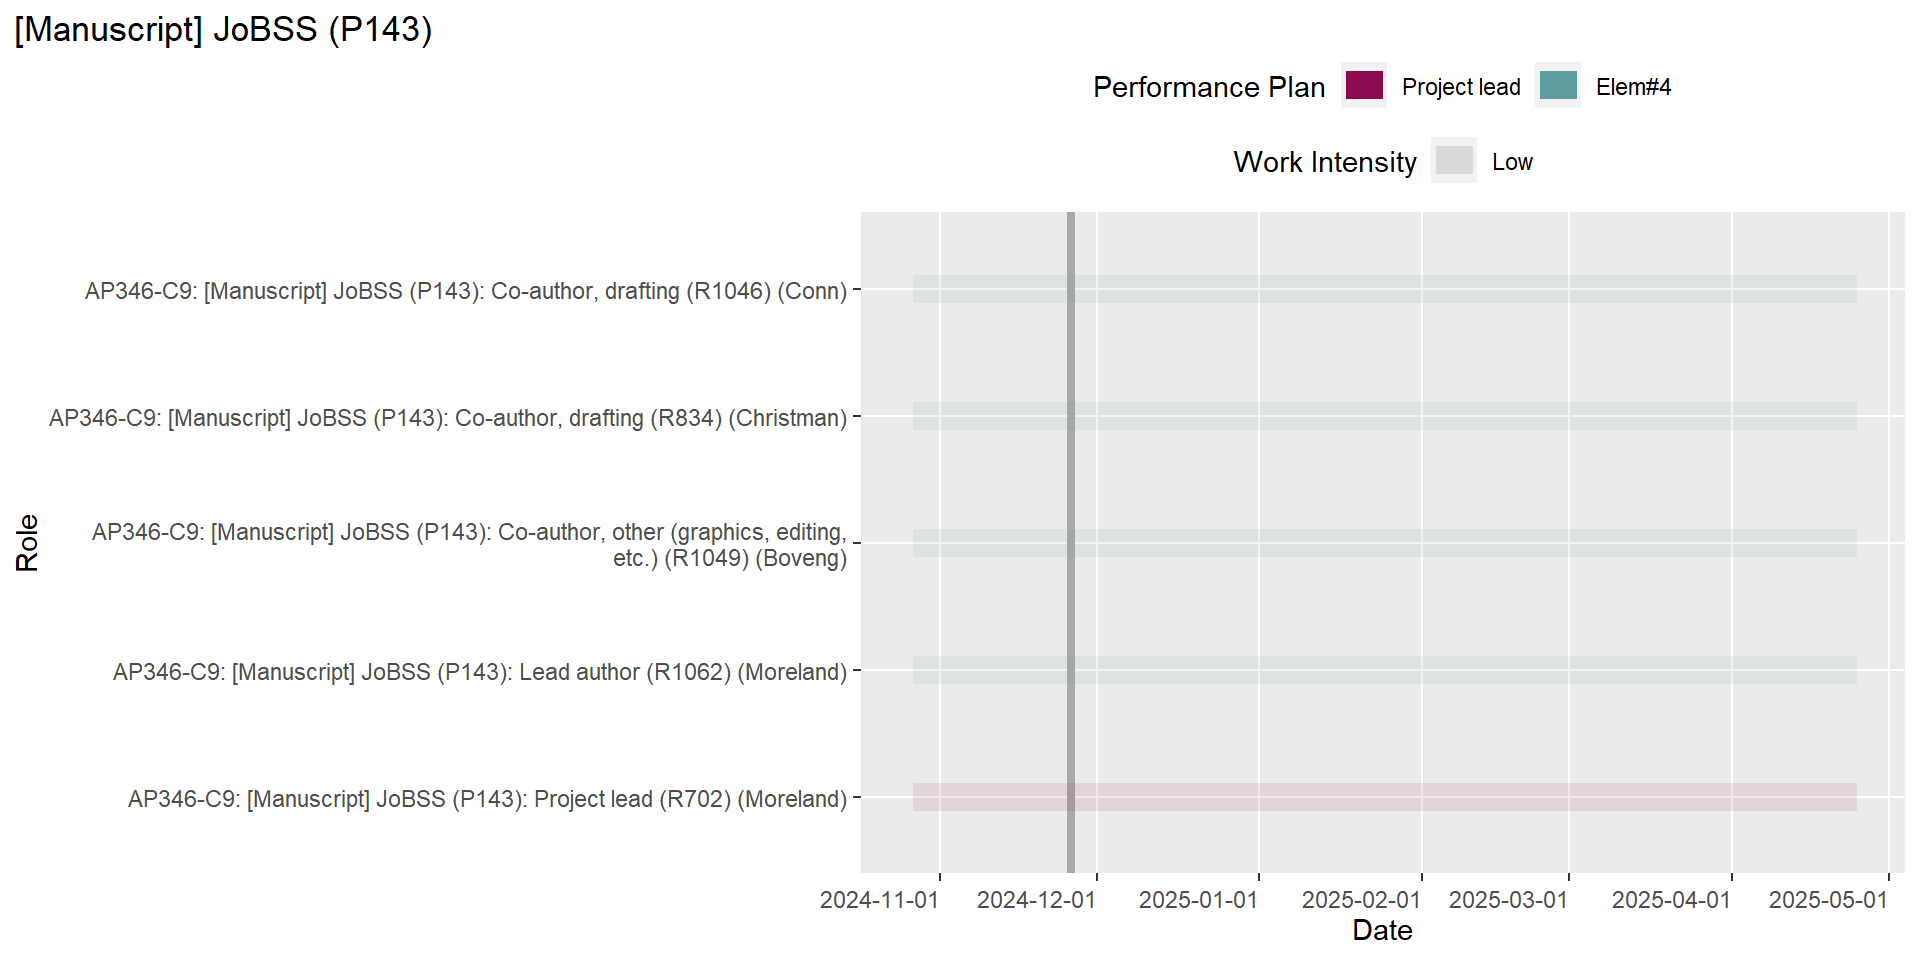 [Manuscript] JoBSS (P143)
Performance Plan
Project lead
Elem#4
Work Intensity
Low
Role
AP346-C9: [Manuscript] JoBSS (P143): Co-author, drafting (R1046) (Conn)
AP346-C9: [Manuscript] JoBSS (P143): Co-author, drafting (R834) (Christman)
AP346-C9: [Manuscript] JoBSS (P143): Co-author, other (graphics, editing,
etc.) (R1049) (Boveng)
AP346-C9: [Manuscript] JoBSS (P143): Lead author (R1062) (Moreland)
AP346-C9: [Manuscript] JoBSS (P143): Project lead (R702) (Moreland)
2024-11-01
2024-12-01
2025-01-01
2025-02-01
2025-03-01
2025-04-01
2025-05-01
Date